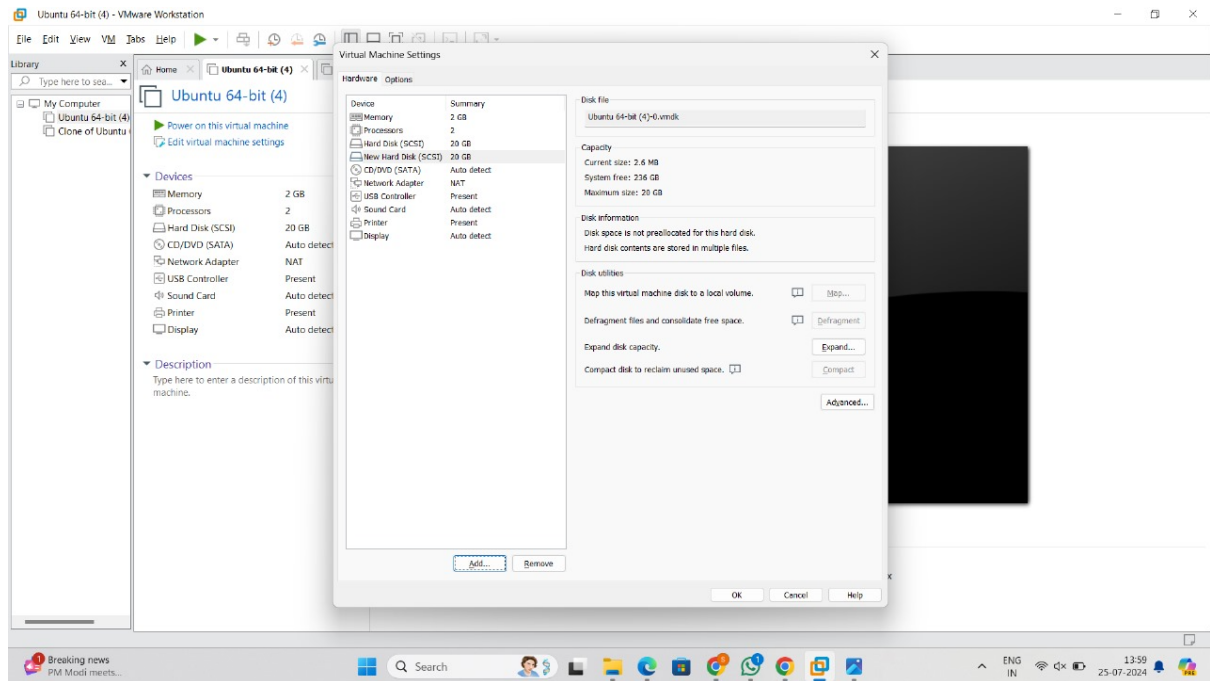 Ubuntu 64-bit (4) - VMware Workstation
File Edit View VM Tabs Help
Library X
Type here to sea...
My Computer
Ubuntu 64-bit (4)
Clone of Ubuntu
Home
Ubuntu 64-bit (4)
Ubuntu 64-bit (4)
Power on this virtual machine
Edit virtual machine settings
Devices
Memory 2 GB
Processors 2
Hard Disk (SCSI) 20 GB
CD/DVD (SATA) Auto detect
Network Adapter NAT
USB Controller Present
Sound Card Auto detect
Printer Present
Display Auto detect
Description
Type here to enter a description of this virtu
machine.
Virtual Machine Settings
Hardware Options
Device Summary
Memory 2 GB
Processors 2
Hard Disk (SCSI) 20 GB
New Hard Disk (SCSI) 20 GB
CD/DVD (SATA) Auto detect
Network Adapter NAT
USB Controller Present
Sound Card Auto detect
Printer Present
Display Auto detect
Add... Remove
Disk file
Ubuntu 64-bit (4)-0.vmdk
Capacity
Current size: 2.6 MB
System free: 236 GB
Maximum size: 20 GB
Disk information
Disk space is not preallocated for this hard disk.
Hard disk contents are stored in multiple files.
Disk utilities
Map this virtual machine disk to a local volume. Map...
Defragment files and consolidate free space. Defragment
Expand disk capacity. Expand...
Compact disk to reclaim unused space. Compact
Advanced...
OK Cancel Help
x
1 Breaking news
PM Modi meets...
Search
ENG
IN
13:59
25-07-2024